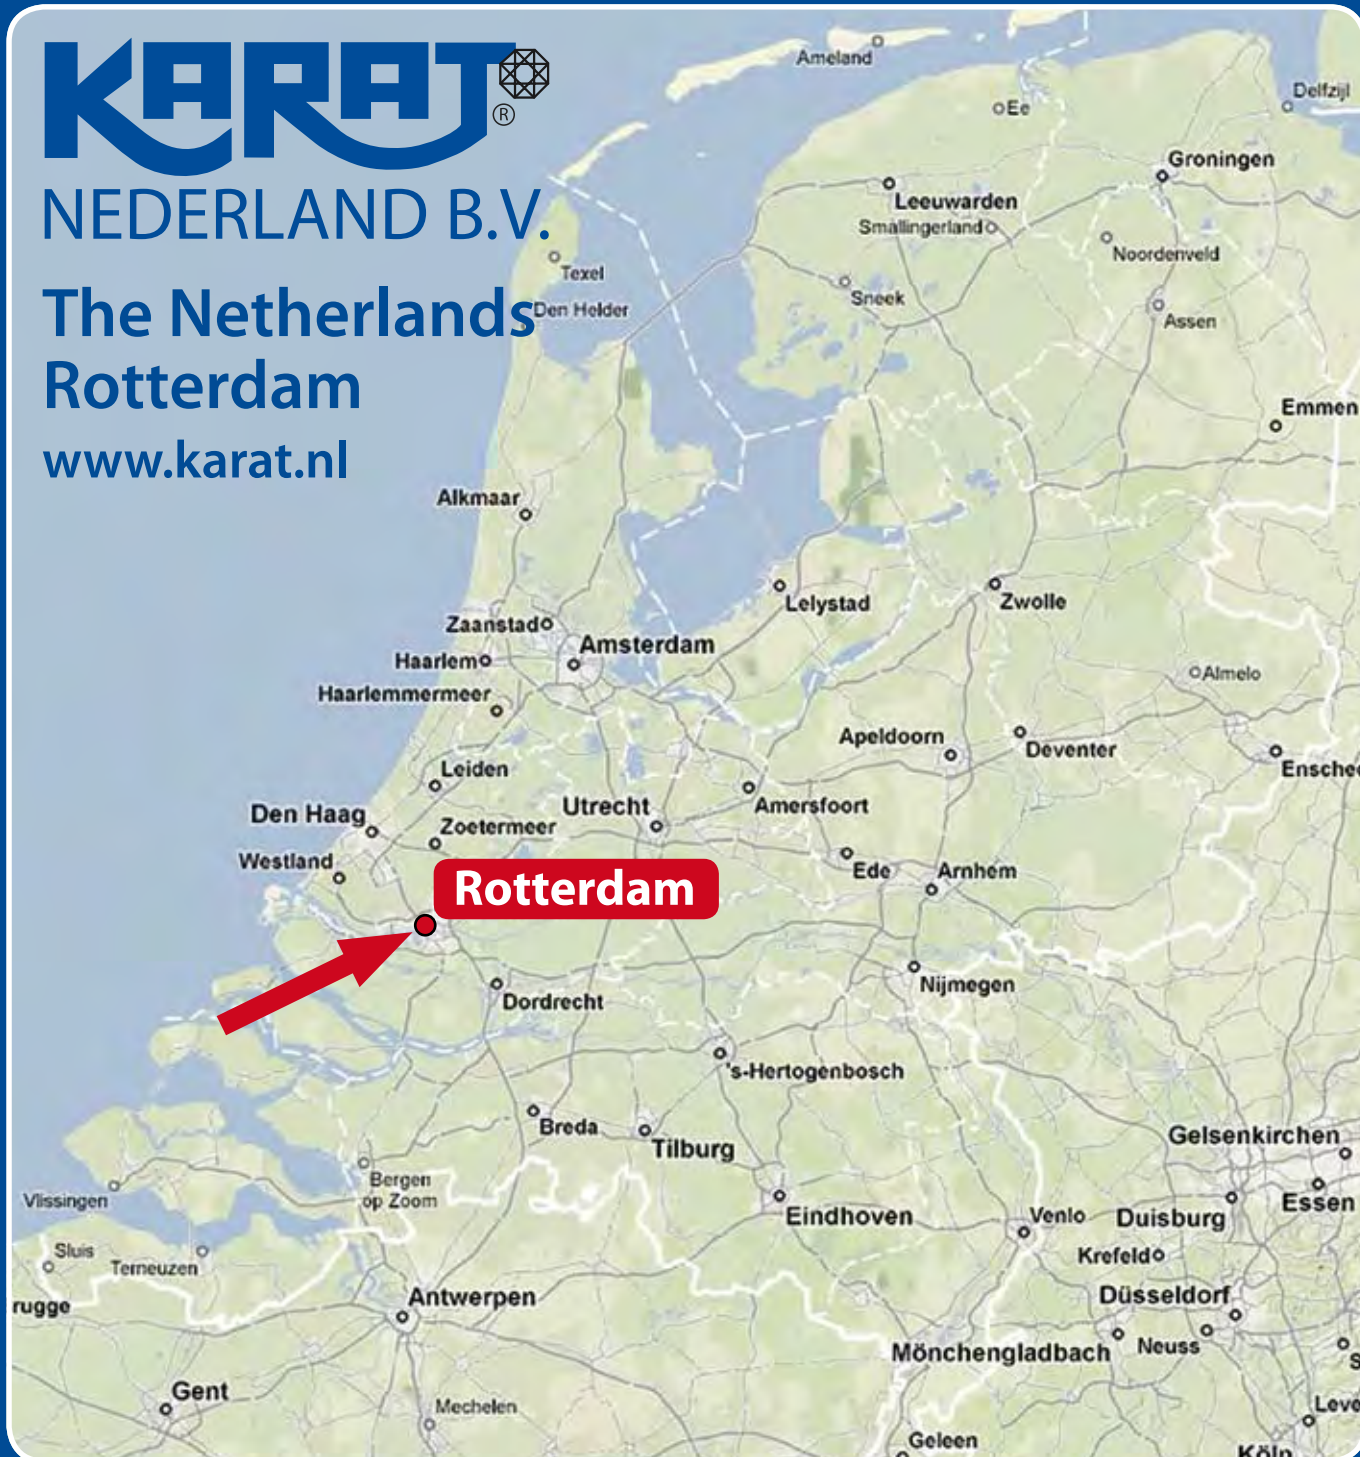 KARAT
®
NEDERLAND B.V.
The Netherlands
Rotterdam
www.karat.nl
Ameland
Delfzijl
Ee
Groningen
Leeuwarden
Smallingerland
Noordenveld
Texel
Sneek
Den Helder
Assen
Emmen
Alkmaar
Lelystad
Zwolle
Zaanstad
Amsterdam
Haarlem
Almelo
Haarlemmermeer
Apeldoorn
Deventer
Leiden
Ensche
Utrecht
Amersfoort
Den Haag
Zoetermeer
Westland
Ede
Arnhem
Rotterdam
Nijmegen
Dordrecht
's-Hertogenbosch
Breda
Tilburg
Gelsenkirchen
Bergen
op Zoom
Vlissingen
Eindhoven
Venlo
Duisburg
Essen
Sluis
Terneuzen
Krefeld
rugge
Antwerpen
Düsseldorf
Mönchengladbach
Neuss
S
Gent
Mechelen
Leve
Geleen
Köln